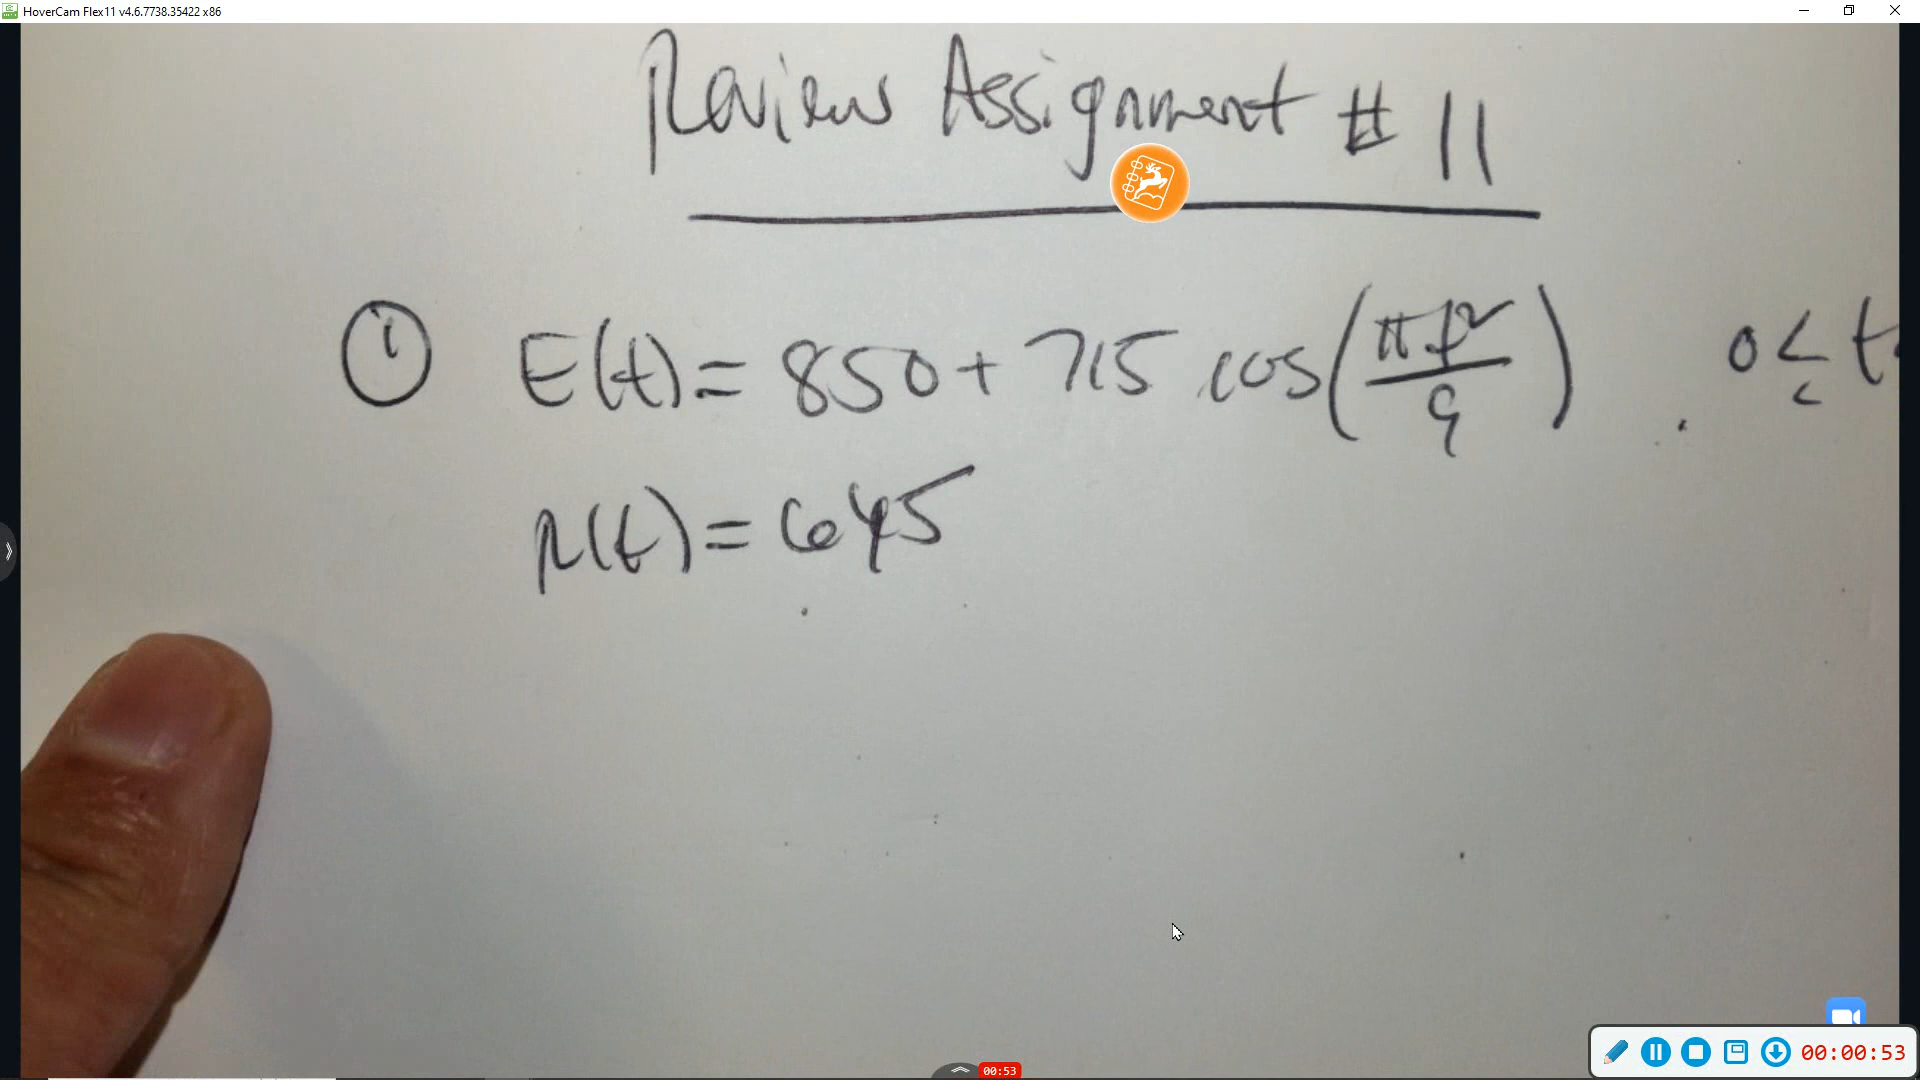 HoverCam Flex11 v4.6.7738.35422 x86
Review Assignment # 11
① E(t) = 850 + 715 cos(πt²/9) 0 ≤ t
R(t) = 645
00:53
00:00:53